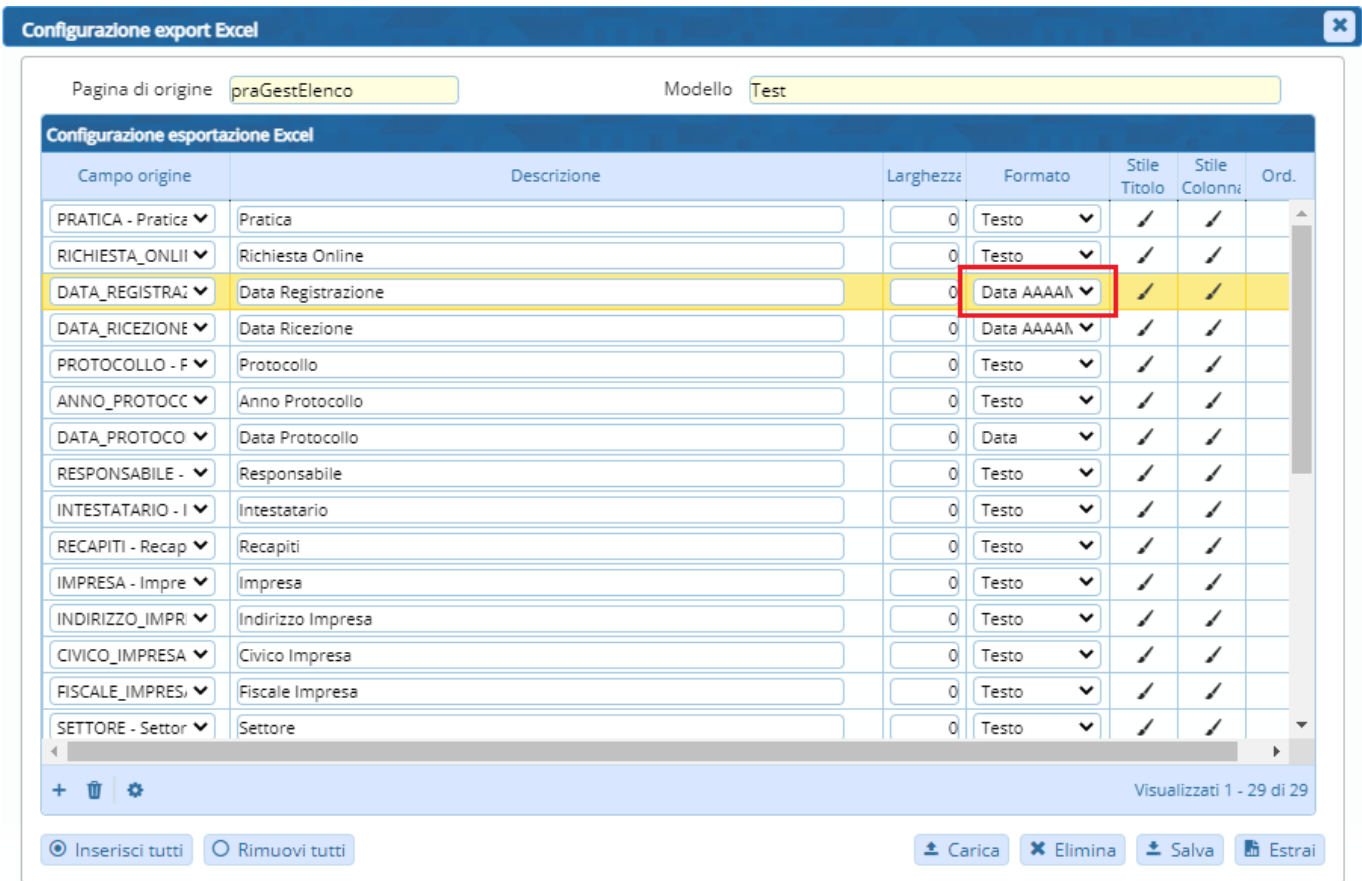 Configurazione export Excel
Pagina di origine praGestElenco Modello Test
Configurazione esportazione Excel
Campo origine Descrizione Larghezza Formato Stile Titolo Stile Colonna Ord.
PRATICA - Pratica Pratica 0 Testo
RICHIESTA_ONLII Richiesta Online 0 Testo
DATA_REGISTRAZ Data Registrazione 0 Data AAAAM
DATA_RICEZIONE Data Ricezione 0 Data AAAAM
PROTOCOLLO - P Protocollo 0 Testo
ANNO_PROTOCC Anno Protocollo 0 Testo
DATA_PROTOCO Data Protocollo 0 Data
RESPONSABILE - Responsabile 0 Testo
INTESTATARIO - I Intestatario 0 Testo
RECAPITI - Recap Recapiti 0 Testo
IMPRESA - Impre Impresa 0 Testo
INDIRIZZO_IMPRI Indirizzo Impresa 0 Testo
CIVICO_IMPRESA Civico Impresa 0 Testo
FISCALE_IMPRES Fiscale Impresa 0 Testo
SETTORE - Settor Settore 0 Testo
Visualizzati 1 - 29 di 29
Inserisci tutti Rimuovi tutti Carica Elimina Salva Estrai